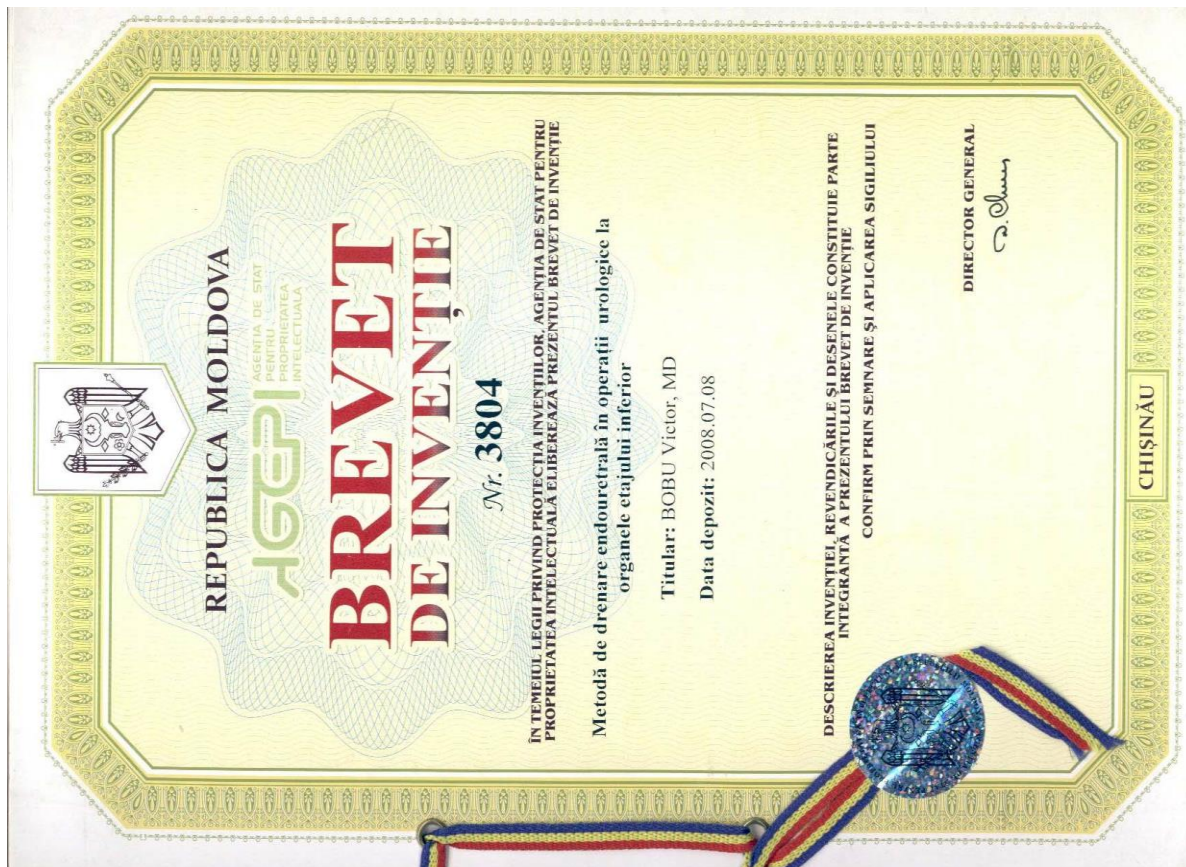 REPUBLICA MOLDOVA
AGEPI
AGENȚIA DE STAT
PENTRU
PROPRIETATEA
INTELECTUALĂ
BREVET
DE INVENȚIE
Nr. 3804
ÎN TEMEIUL LEGII PRIVIND PROTECȚIA INVENȚIILOR, AGENȚIA DE STAT PENTRU
PROPRIETATEA INTELECTUALĂ ELIBEREAZĂ PREZENTUL BREVET DE INVENȚIE
Metodă de drenare endouretrală în operații urologice la
organele etajului inferior
Titular: BOBU Victor, MD
Data depozit: 2008.07.08
DESCRIEREA INVENȚIEI, REVENDICĂRILE ȘI DESENELE CONSTITUIE PARTE
INTEGRANTĂ A PREZENTULUI BREVET DE INVENȚIE
CONFIRM PRIN SEMNARE ȘI APLICAREA SIGILIULUI
DIRECTOR GENERAL
CHIȘINĂU